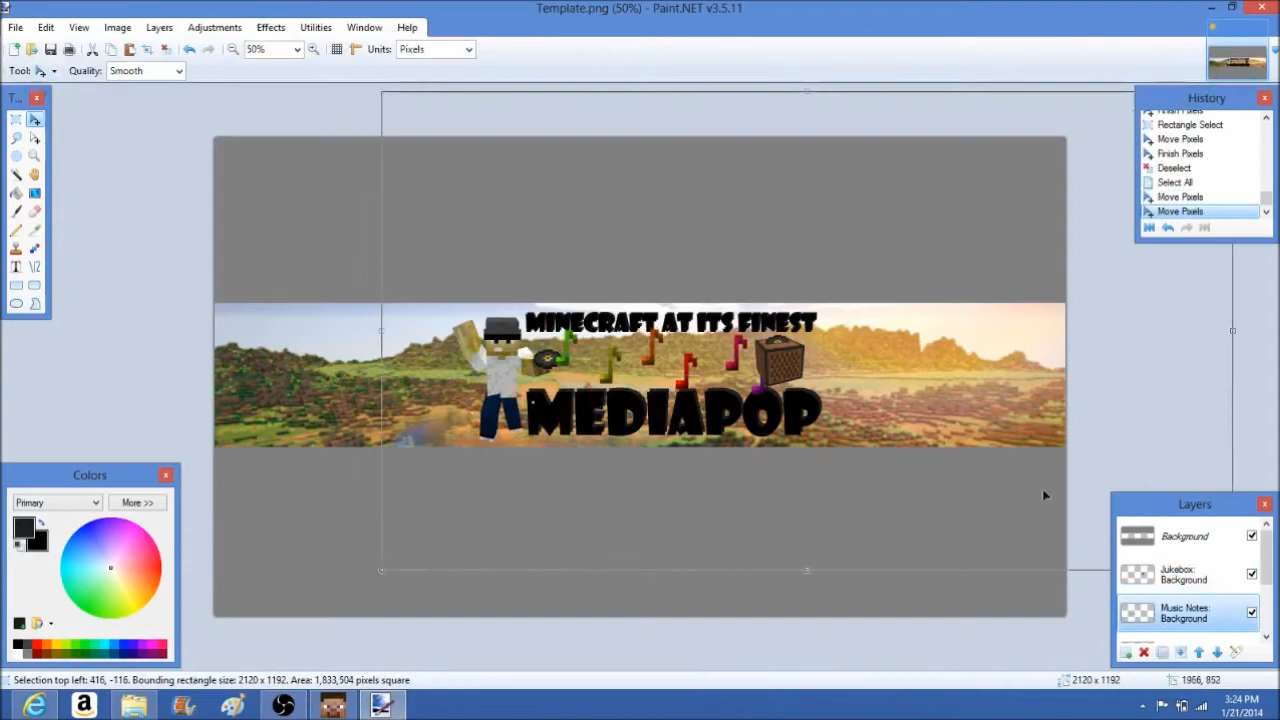 Template.png (50%) - Paint.NET v3.5.11
File Edit View Image Layers Adjustments Effects Utilities Window Help
50% Units: Pixels
Tool: Quality: Smooth
T...
History
Finish Pixels
Rectangle Select
Move Pixels
Finish Pixels
Deselect
Select All
Move Pixels
Move Pixels
MINECRAFT AT ITS FINEST
MEDIAPOP
Colors
Primary More >>
Layers
Background
Jukebox:
Background
Music Notes:
Background
Selection top left: 416, -116. Bounding rectangle size: 2120 x 1192. Area: 1,833,504 pixels square 2120 x 1192 1966, 852
3:24 PM
1/21/2014